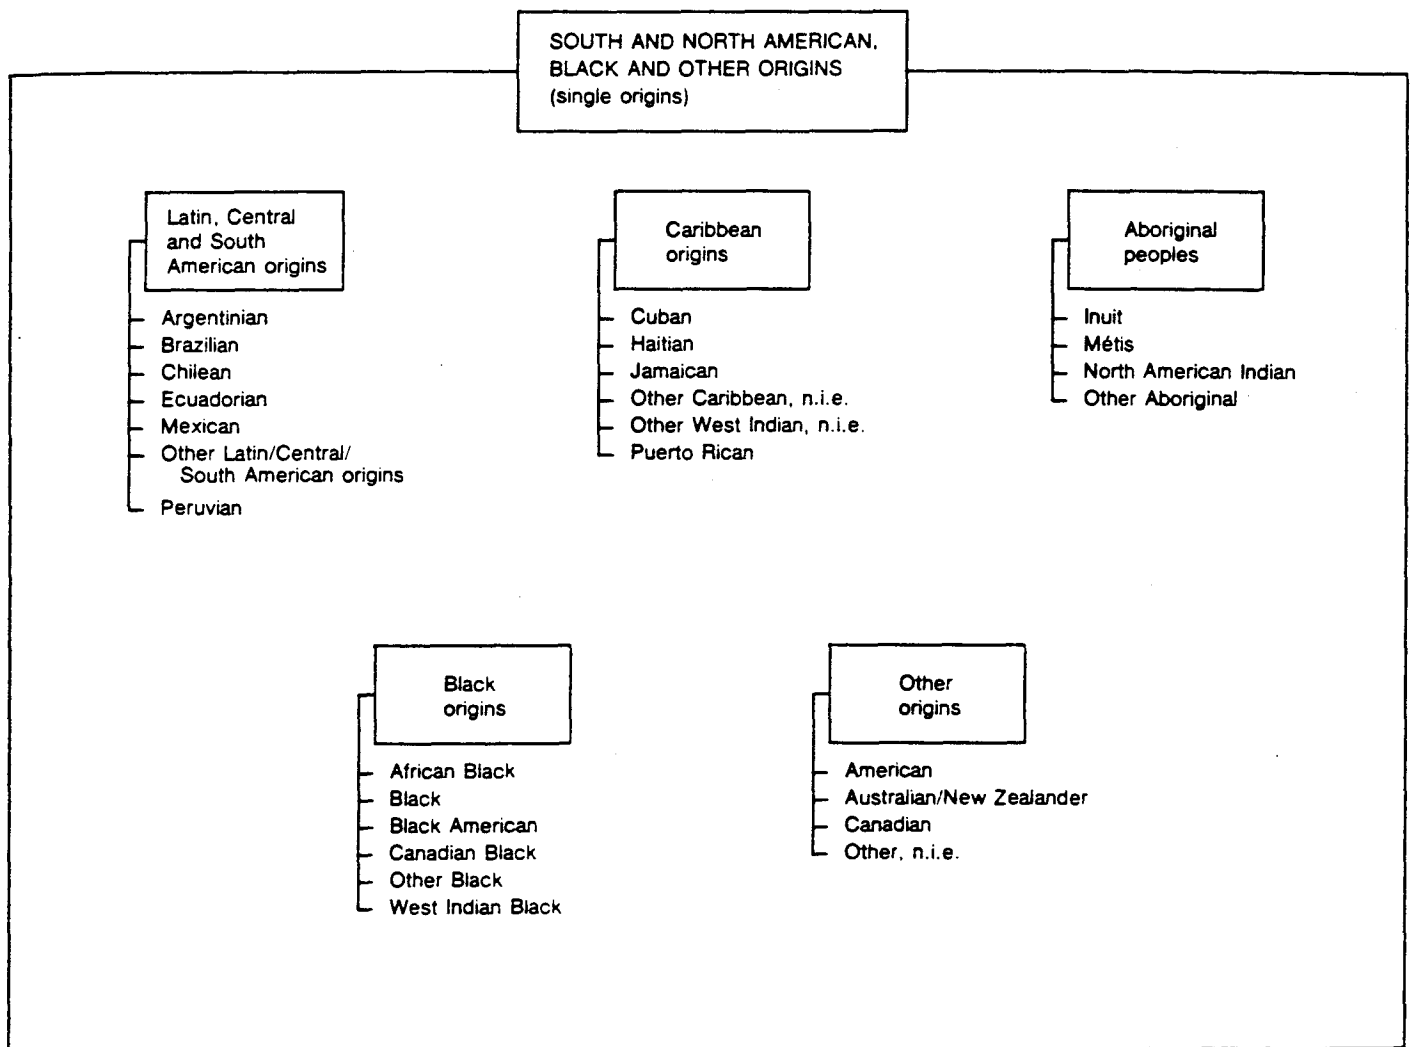 SOUTH AND NORTH AMERICAN,
BLACK AND OTHER ORIGINS
(single origins)
Latin, Central
and South
American origins
Argentinian
Brazilian
Chilean
Ecuadorian
Mexican
Other Latin/Central/
South American origins
Peruvian
Caribbean
origins
Cuban
Haitian
Jamaican
Other Caribbean, n.i.e.
Other West Indian, n.i.e.
Puerto Rican
Aboriginal
peoples
Inuit
Métis
North American Indian
Other Aboriginal
Black
origins
African Black
Black
Black American
Canadian Black
Other Black
West Indian Black
Other
origins
American
Australian/New Zealander
Canadian
Other, n.i.e.